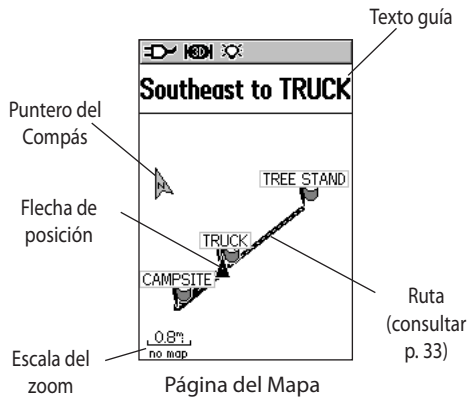 Texto guía
3D
Southeast to TRUCK
Puntero del
Compás
N
TREE STAND
Flecha de
posición
TRUCK
CAMPSITE
Ruta
(consultar
p. 33)
0.8m
no map
Escala del
zoom
Página del Mapa